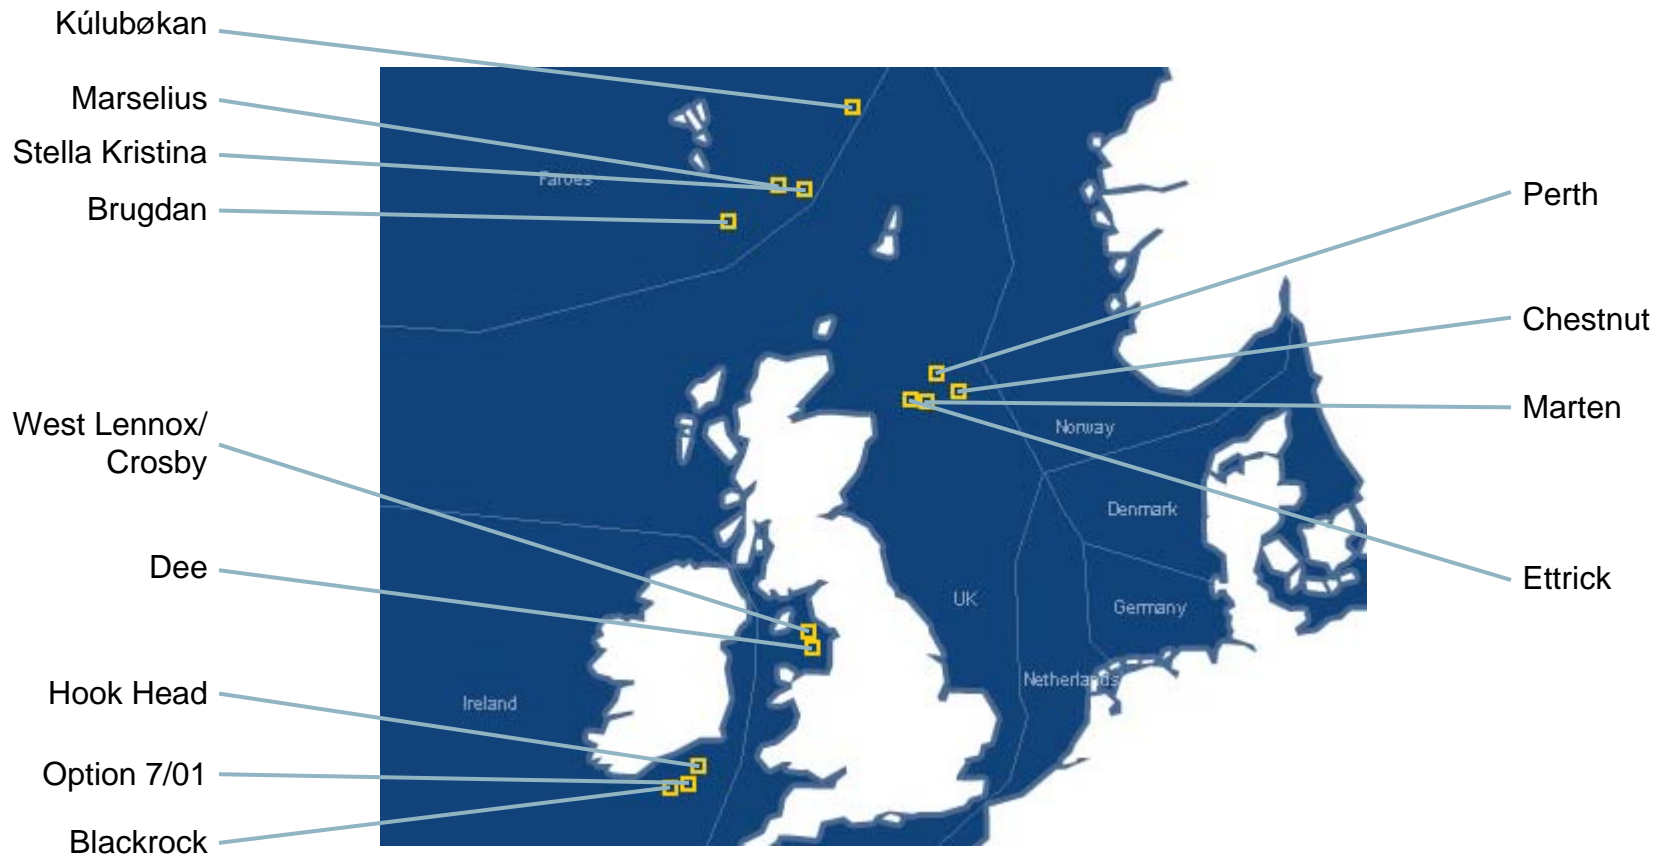 Kúlubøkan
Marselius
Stella Kristina
Brugdan
West Lennox/
Crosby
Dee
Hook Head
Option 7/01
Blackrock
Faroes
Norway
Denmark
UK
Germany
Netherlands
Ireland
Perth
Chestnut
Marten
Ettrick